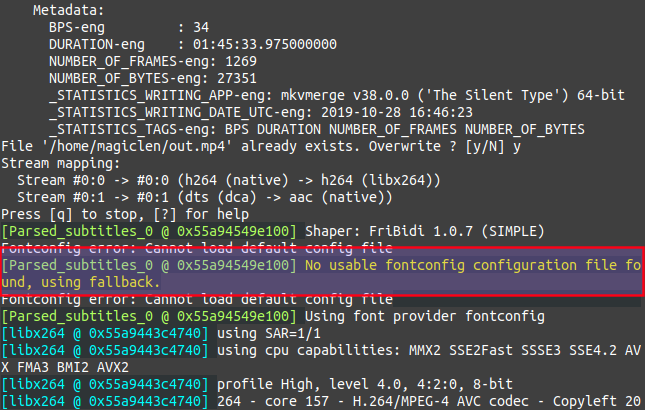 Metadata:
BPS-eng : 34
DURATION-eng : 01:45:33.975000000
NUMBER_OF_FRAMES-eng: 1269
NUMBER_OF_BYTES-eng: 27351
_STATISTICS_WRITING_APP-eng: mkvmerge v38.0.0 ('The Silent Type') 64-bit
_STATISTICS_WRITING_DATE_UTC-eng: 2019-10-28 16:46:23
_STATISTICS_TAGS-eng: BPS DURATION NUMBER_OF_FRAMES NUMBER_OF_BYTES
File '/home/magiclen/out.mp4' already exists. Overwrite ? [y/N] y
Stream mapping:
Stream #0:0 -> #0:0 (h264 (native) -> h264 (libx264))
Stream #0:1 -> #0:1 (dts (dca) -> aac (native))
Press [q] to stop, [?] for help
[Parsed_subtitles_0 @ 0x55a94549e100] Shaper: FriBidi 1.0.7 (SIMPLE)
Fontconfig error: Cannot load default config file
[Parsed_subtitles_0 @ 0x55a94549e100] No usable fontconfig configuration file fo
und, using fallback.
Fontconfig error: Cannot load default config file
[Parsed_subtitles_0 @ 0x55a94549e100] Using font provider fontconfig
[libx264 @ 0x55a9443c4740] using SAR=1/1
[libx264 @ 0x55a9443c4740] using cpu capabilities: MMX2 SSE2Fast SSSE3 SSE4.2 AV
X FMA3 BMI2 AVX2
[libx264 @ 0x55a9443c4740] profile High, level 4.0, 4:2:0, 8-bit
[libx264 @ 0x55a9443c4740] 264 - core 157 - H.264/MPEG-4 AVC codec - Copyleft 20